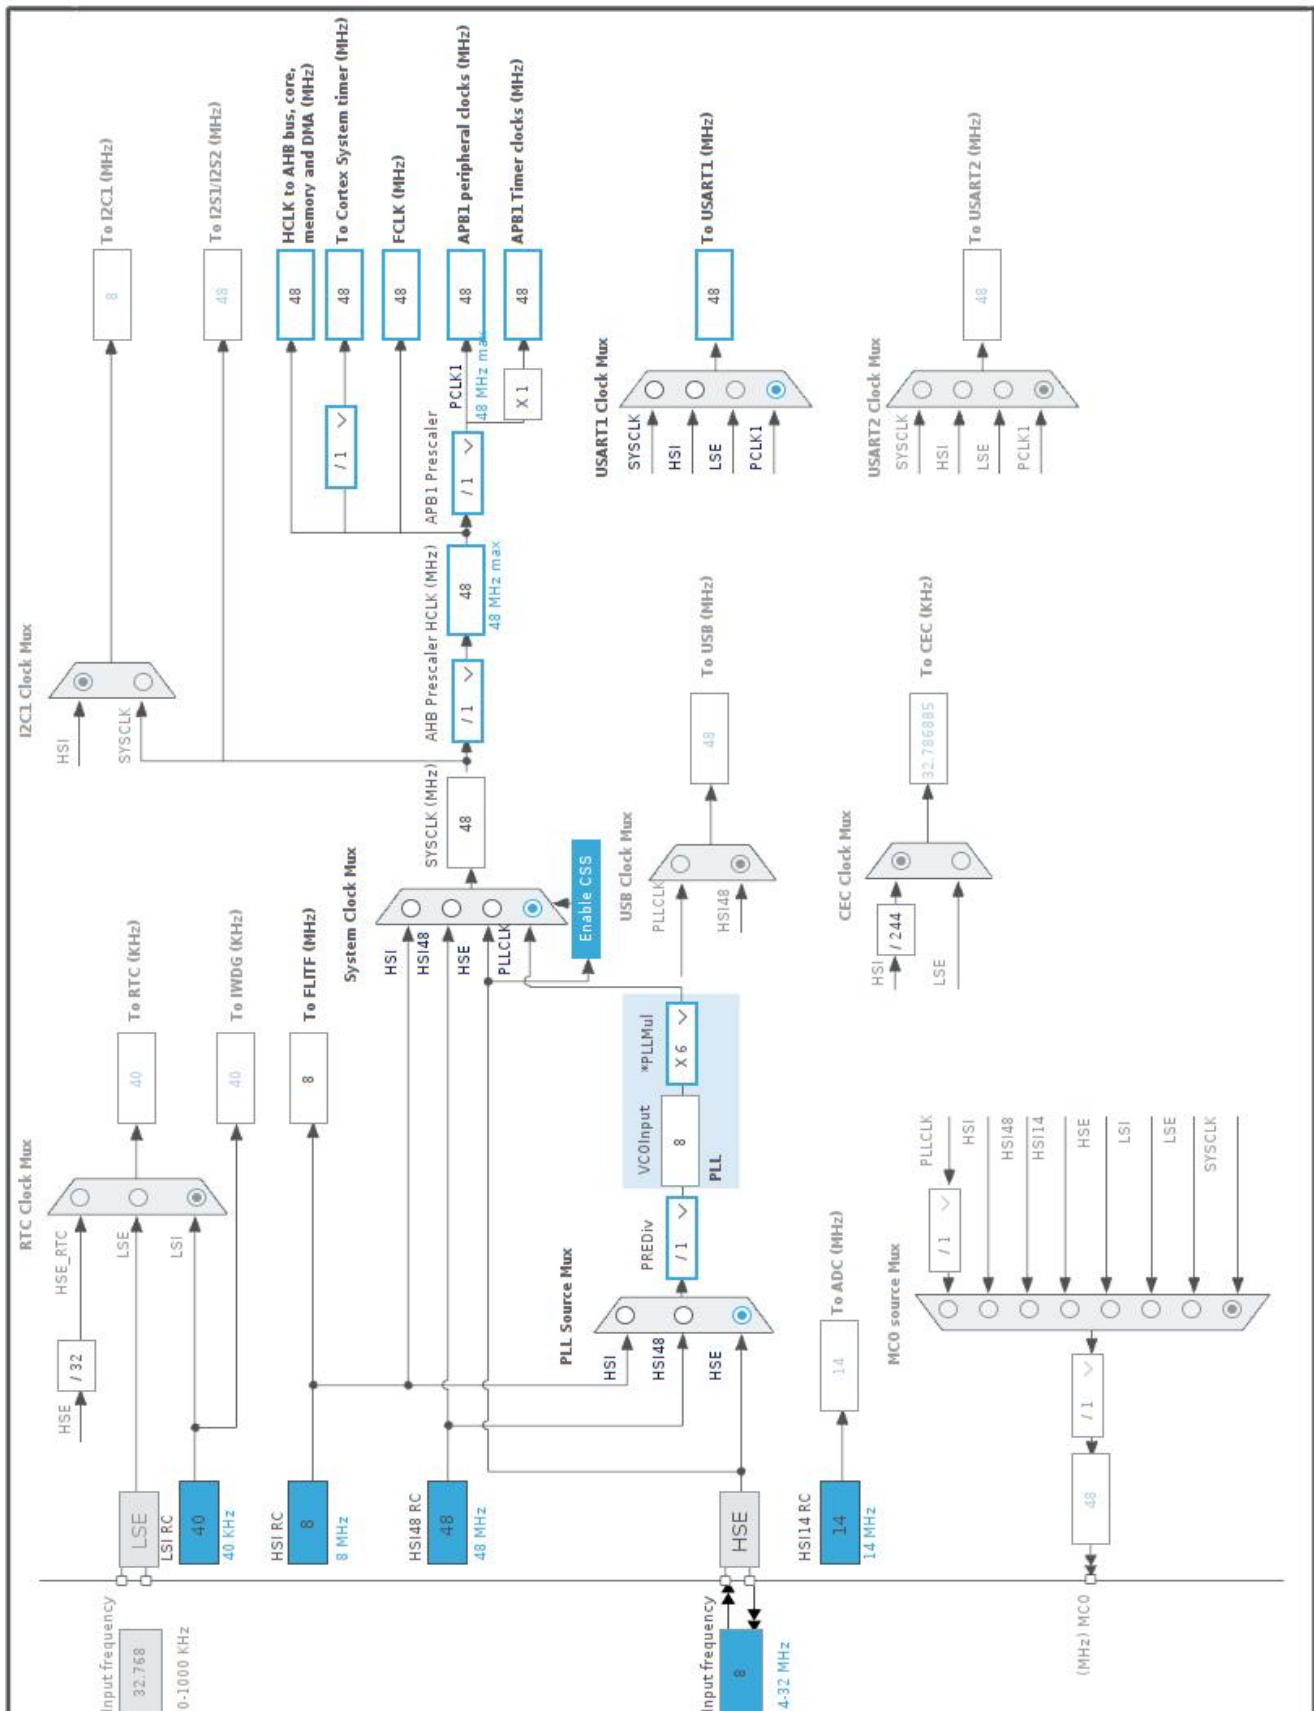 RTC Clock Mux
HSE
/ 32
HSE_RTC
LSE
LSI
40
To RTC (KHz)
40
To IWDG (KHz)
Input frequency
32.768
0-1000 KHz
LSE
LSI RC
40
40 KHz
HSI RC
8
8 MHz
8
To FLITF (MHz)
HSI48 RC
48
48 MHz
I2C1 Clock Mux
HSI
SYSCLK
8
To I2C1 (MHz)
48
To I2S1/I2S2 (MHz)
System Clock Mux
HSI
HSI48
HSE
PLLCLK
Enable CSS
SYSCLK (MHz)
48
AHB Prescaler
/ 1
HCLK (MHz)
48
48 MHz max
APB1 Prescaler
/ 1
PCLK1
48 MHz max
X 1
/ 1
48
HCLK to AHB bus, core,
memory and DMA (MHz)
48
To Cortex System timer (MHz)
48
FCLK (MHz)
48
APB1 peripheral clocks (MHz)
48
APB1 Timer clocks (MHz)
PLL Source Mux
HSI
HSI48
HSE
PREDiv
/ 1
VCOInput
8
*PLLMul
X 6
PLL
Input frequency
8
4-32 MHz
HSE
USB Clock Mux
PLLCLK
HSI48
48
To USB (MHz)
USART1 Clock Mux
SYSCLK
HSI
LSE
PCLK1
48
To USART1 (MHz)
HSI14 RC
14
14 MHz
14
To ADC (MHz)
CEC Clock Mux
HSI
/ 244
LSE
32.786885
To CEC (KHz)
USART2 Clock Mux
SYSCLK
HSI
LSE
PCLK1
48
To USART2 (MHz)
MCO source Mux
PLLCLK
/ 1
HSI
HSI48
HSI14
HSE
LSI
LSE
SYSCLK
/ 1
48
(MHz) MCO